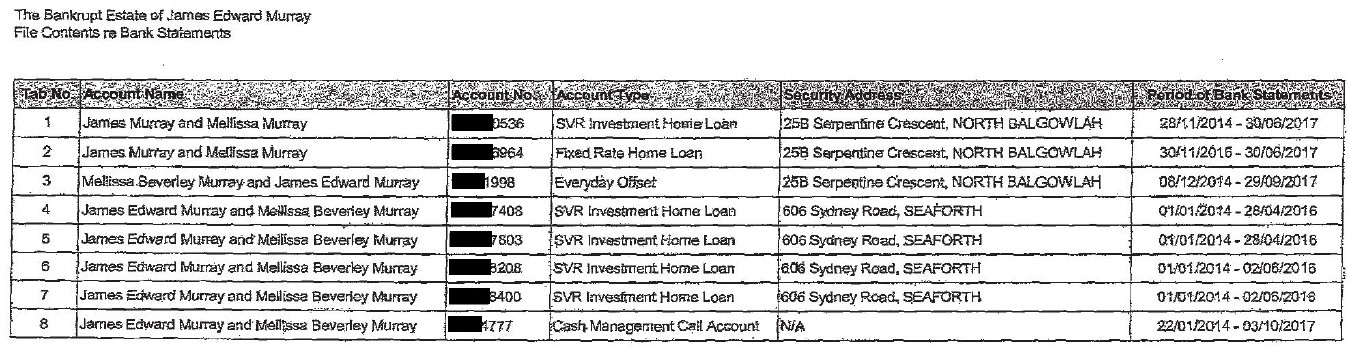 The Bankrupt Estate of James Edward Murray
File Contents re Bank Statements
Tab No. Account Name Account No. Account Type Security Address Period of Bank Statements
1 James Murray and Mellissa Murray 0536 SVR Investment Home Loan 25B Serpentine Crescent, NORTH BALGOWLAH 28/11/2014 - 30/06/2017
2 James Murray and Mellissa Murray 6964 Fixed Rate Home Loan 25B Serpentine Crescent, NORTH BALGOWLAH 30/11/2015 - 30/06/2017
3 Mellissa Beverley Murray and James Edward Murray 1998 Everyday Offset 25B Serpentine Crescent, NORTH BALGOWLAH 08/12/2014 - 29/09/2017
4 James Edward Murray and Mellissa Beverley Murray 7408 SVR Investment Home Loan 606 Sydney Road, SEAFORTH 01/01/2014 - 28/04/2016
5 James Edward Murray and Mellissa Beverley Murray 7603 SVR Investment Home Loan 606 Sydney Road, SEAFORTH 01/01/2014 - 28/04/2016
6 James Edward Murray and Mellissa Beverley Murray 8208 SVR Investment Home Loan 606 Sydney Road, SEAFORTH 01/01/2014 - 02/06/2016
7 James Edward Murray and Mellissa Beverley Murray 8400 SVR Investment Home Loan 606 Sydney Road, SEAFORTH 01/01/2014 - 02/06/2016
8 James Edward Murray and Mellissa Beverley Murray 4777 Cash Management Call Account N/A 22/01/2014 - 03/10/2017